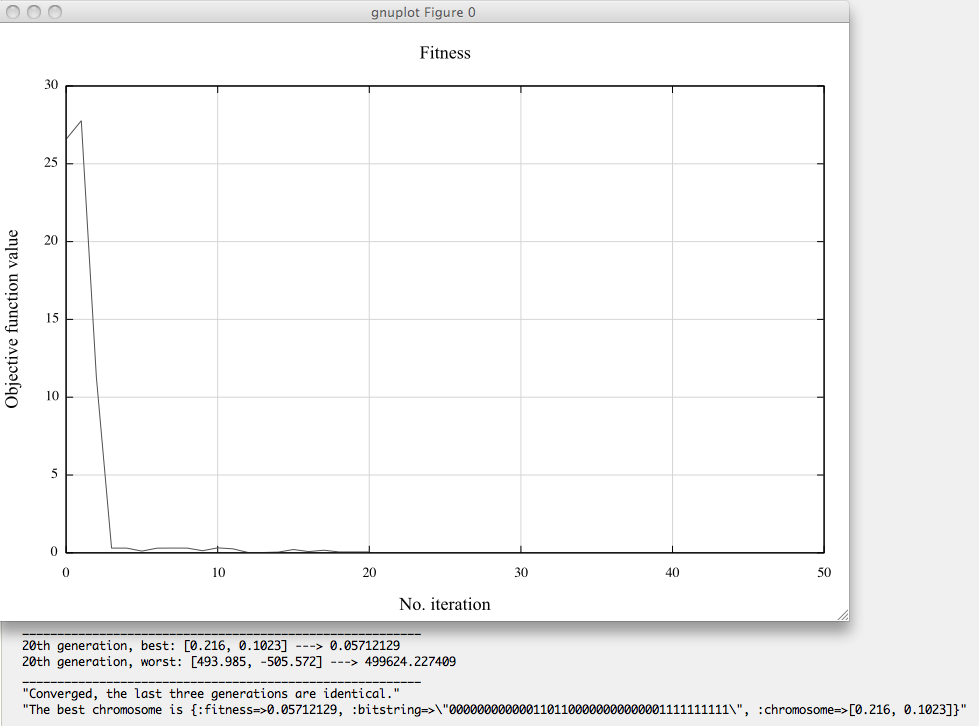 gnuplot Figure 0
Fitness
30
25
20
15
10
5
0
Objective function value
0 10 20 30 40 50
No. iteration
20th generation, best: [0.216, 0.1023] ---> 0.05712129
20th generation, worst: [493.985, -505.572] ---> 499624.227409
"Converged, the last three generations are identical."
"The best chromosome is {:fitness=>0.05712129, :bitstring=>\"0000000000001101100000000000001111111111\", :chromosome=>[0.216, 0.1023]}"